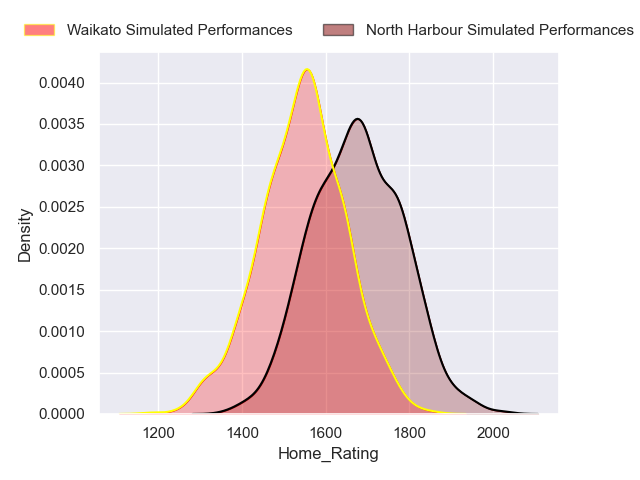 Waikato Simulated Performances North Harbour Simulated Performances
0.0040
0.0035
0.0030
0.0025
0.0020
0.0015
0.0010
0.0005
0.0000
Density
1200 1400 1600 1800 2000
Home_Rating